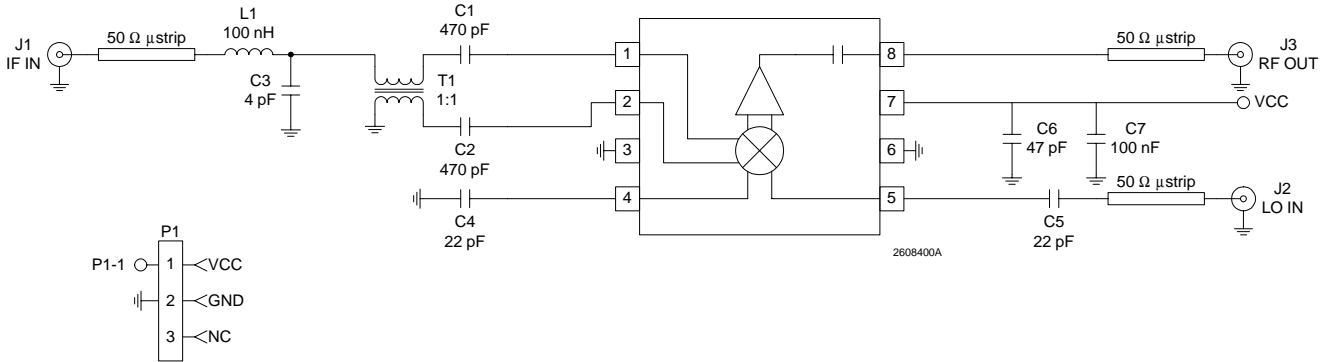 J1
IF IN
50 Ω μstrip
L1
100 nH
C3
4 pF
T1
1:1
C1
470 pF
C2
470 pF
C4
22 pF
1
2
3
4
8
7
6
5
50 Ω μstrip
J3
RF OUT
VCC
C6
47 pF
C7
100 nF
50 Ω μstrip
J2
LO IN
C5
22 pF
2608400A
P1
P1-1
1
VCC
2
GND
3
NC